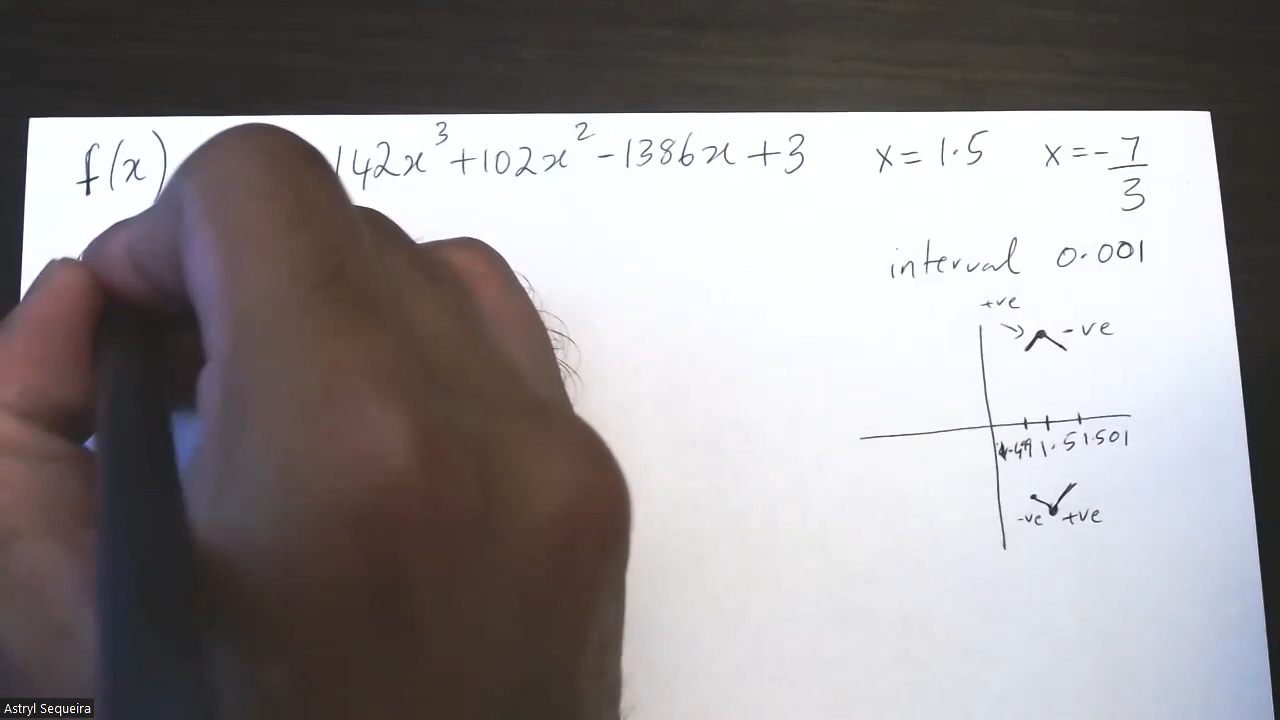 f(x) 142x³+102x²-1386x+3 x=1.5 x=-7/3
interval 0.001
+ve
-ve
1.499 1.5 1.501
-ve +ve
Astryl Sequeira